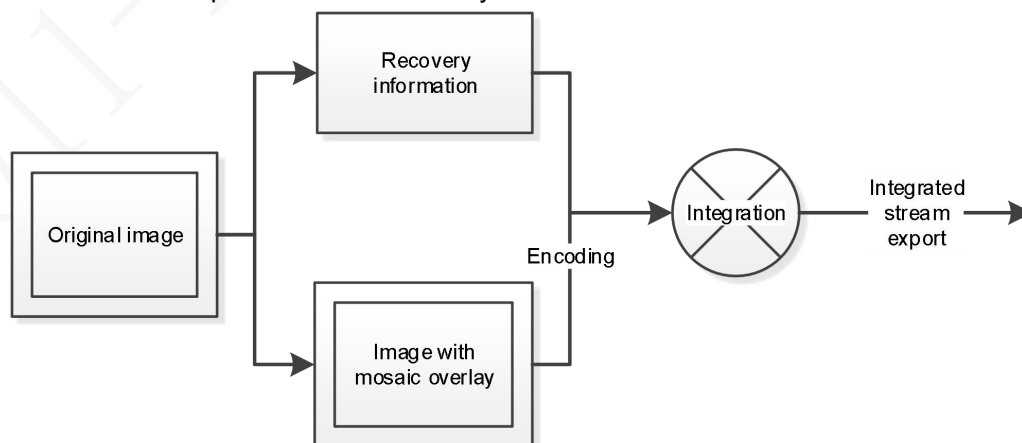 Recovery
information
Original image
Integration
Integrated
stream
export
Encoding
Image with
mosaic overlay